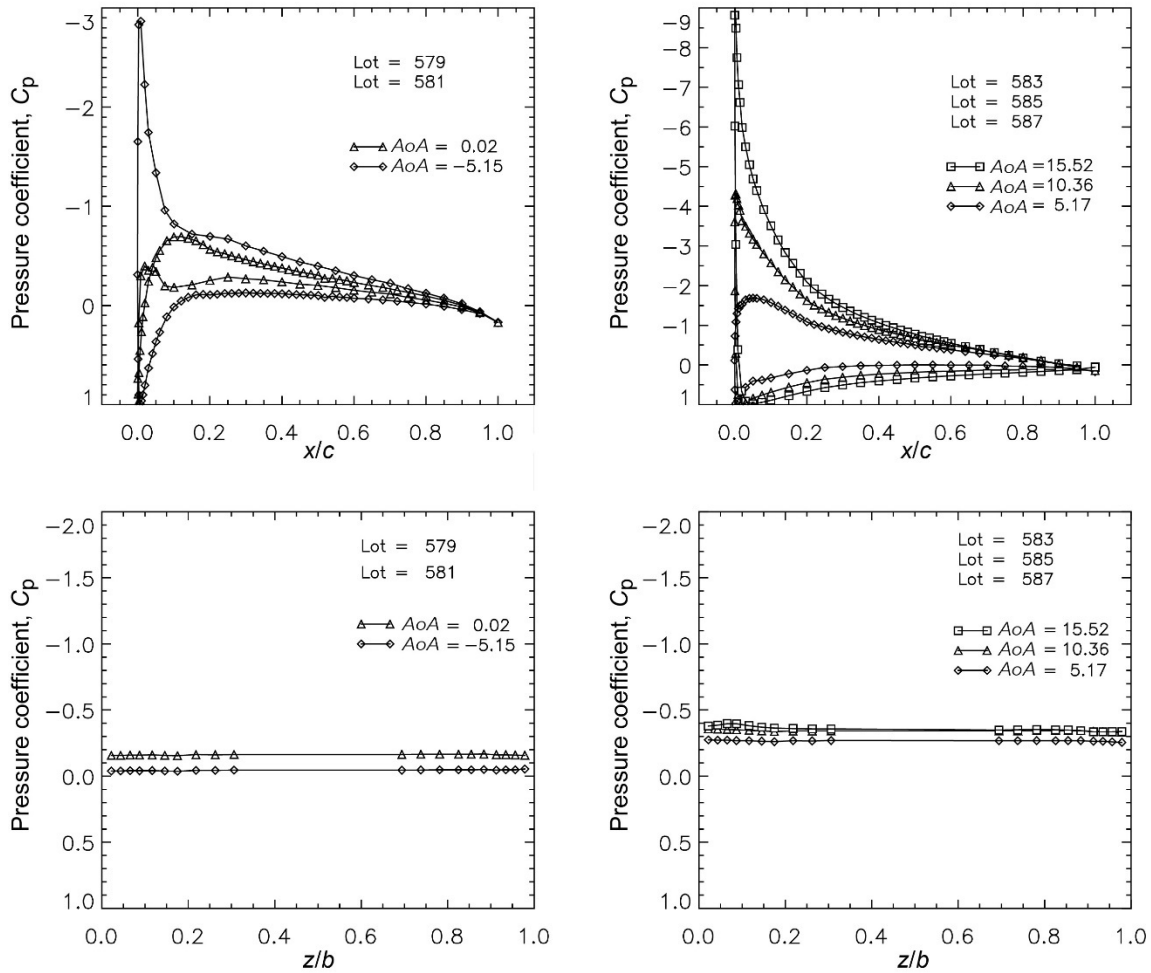 Pressure coefficient, Cp
−3
−2
−1
0
1
Lot = 579
Lot = 581
AoA = 0.02
AoA = −5.15
0.0 0.2 0.4 0.6 0.8 1.0
x/c
Pressure coefficient, Cp
−9
−8
−7
−6
−5
−4
−3
−2
−1
0
1
Lot = 583
Lot = 585
Lot = 587
AoA = 15.52
AoA = 10.36
AoA = 5.17
0.0 0.2 0.4 0.6 0.8 1.0
x/c
Pressure coefficient, Cp
−2.0
−1.5
−1.0
−0.5
0.0
0.5
1.0
Lot = 579
Lot = 581
AoA = 0.02
AoA = −5.15
0.0 0.2 0.4 0.6 0.8 1.0
z/b
Pressure coefficient, Cp
−2.0
−1.5
−1.0
−0.5
0.0
0.5
1.0
Lot = 583
Lot = 585
Lot = 587
AoA = 15.52
AoA = 10.36
AoA = 5.17
0.0 0.2 0.4 0.6 0.8 1.0
z/b